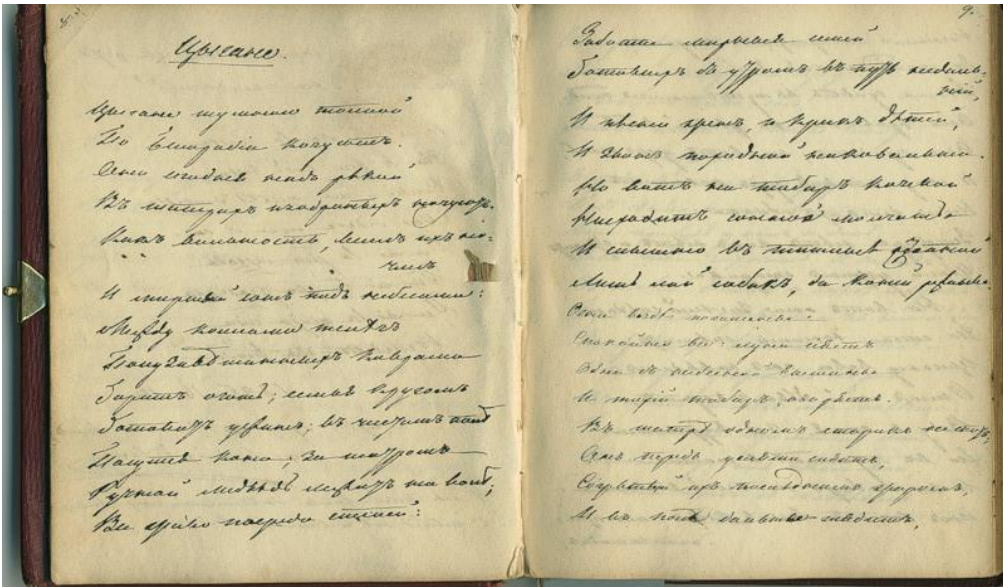 8.
Цыгане.
Цыгане шумною толпой
По Бессарабіи кочуютъ.
Они сегодня надъ рѣкой
Въ шатрахъ изодранныхъ ночуютъ.
Какъ вольность, веселъ ихъ но-
члегъ
И мирный сонъ подъ небесами:
Между колесами телѣгъ
Полузавѣшанныхъ коврами
Горитъ огонь; семья кругомъ
Готовитъ ужинъ; въ чистомъ полѣ
Пасутся кони; за шатромъ
Ручной медвѣдь лежитъ на волѣ;
Все живо посреди степей:
9.
Заботы мирныя семей
Готовыхъ съ утромъ въ путь недаль-
ній,
И пѣсни женъ, и крикъ дѣтей,
И звонъ походной наковальни.
Но вотъ на таборъ кочевой
Нисходитъ сонное молчанье
И слышно въ тишинѣ степной
Лишь лай собакъ, да коней ржанье.
Огни вездѣ погашены.
Спокойно все: луна сіяетъ
Одна съ небесной вышины
И тихій таборъ озаряетъ.
Въ шатрѣ одномъ старикъ не спитъ;
Онъ передъ углями сидитъ,
Согрѣтый ихъ послѣднимъ жаромъ,
И въ поле дальнее глядитъ,